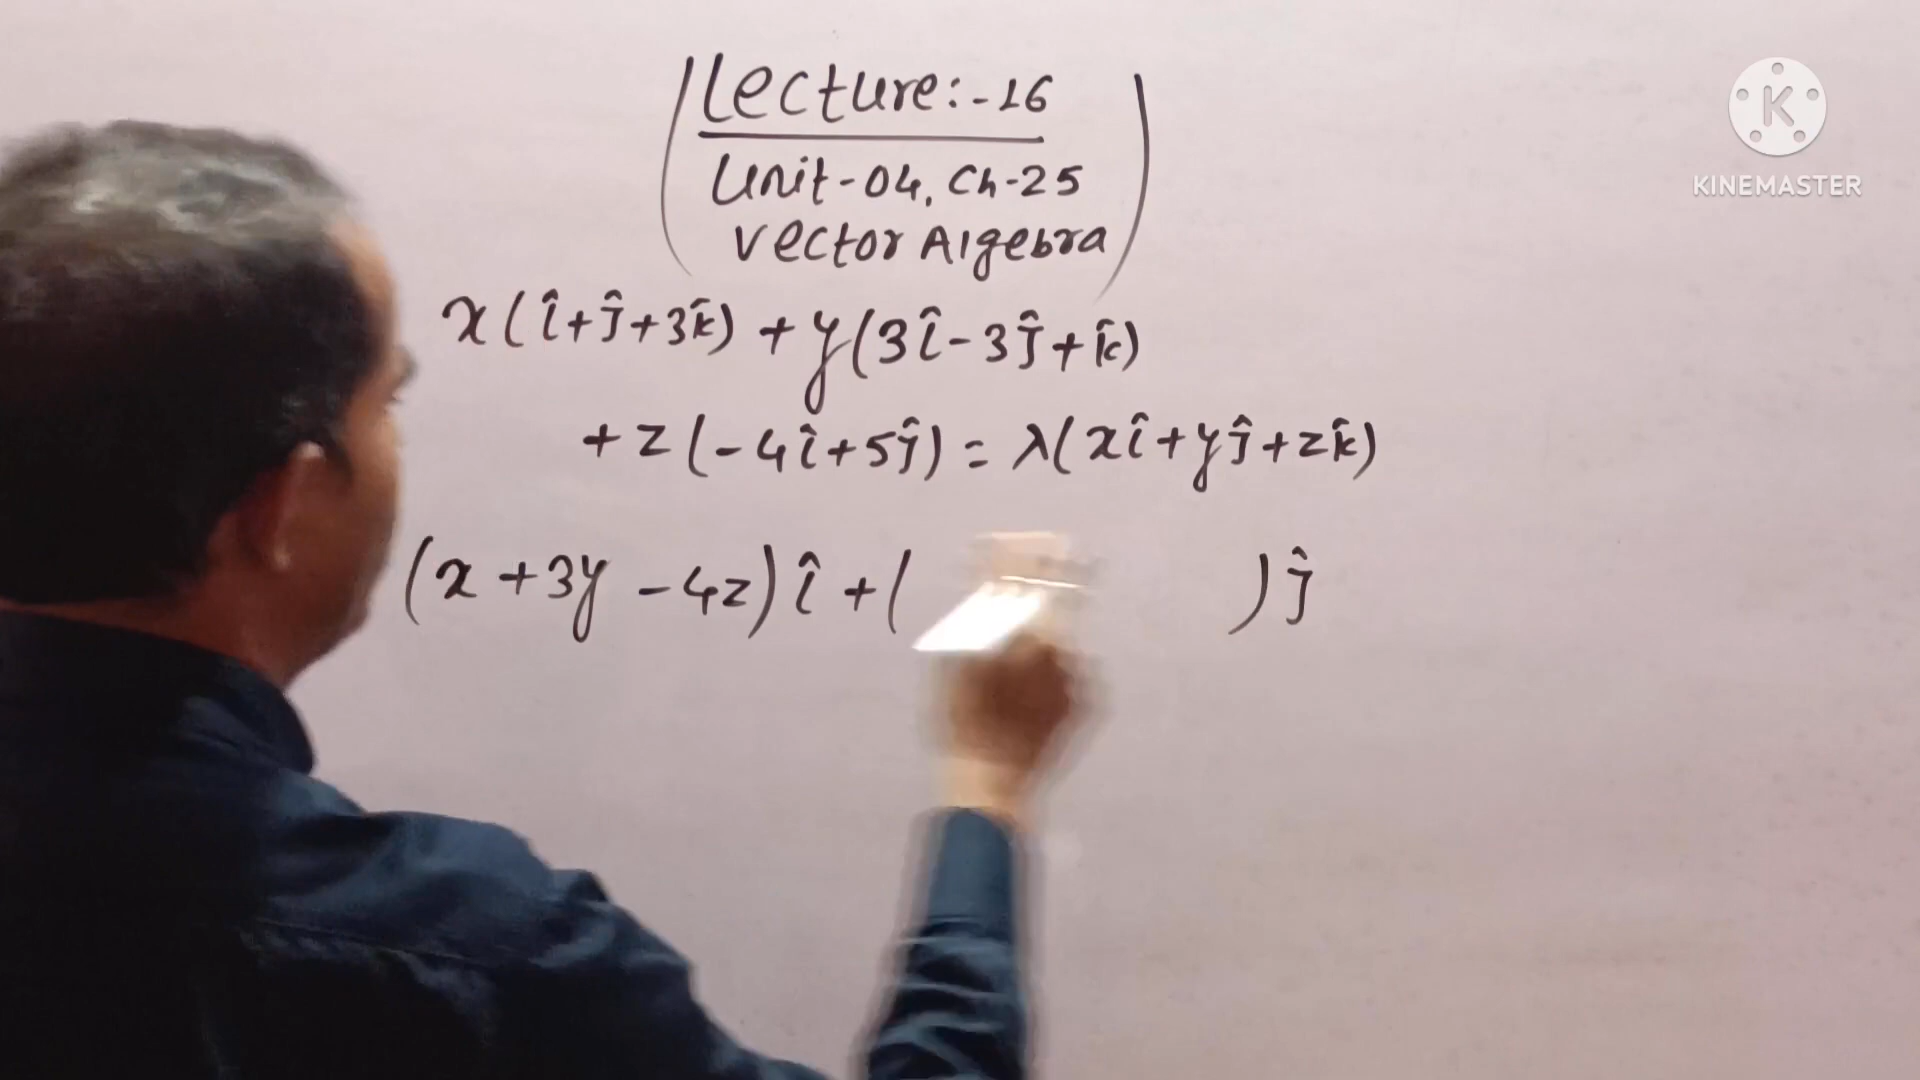 Lecture:-16
Unit-04, Ch-25
Vector Algebra
K
KINEMASTER
x(î+ĵ+3k̂) + y(3î-3ĵ+k̂)
+z(-4î+5ĵ) = λ(xî+yĵ+zk̂)
(x+3y-4z)î+( )ĵ